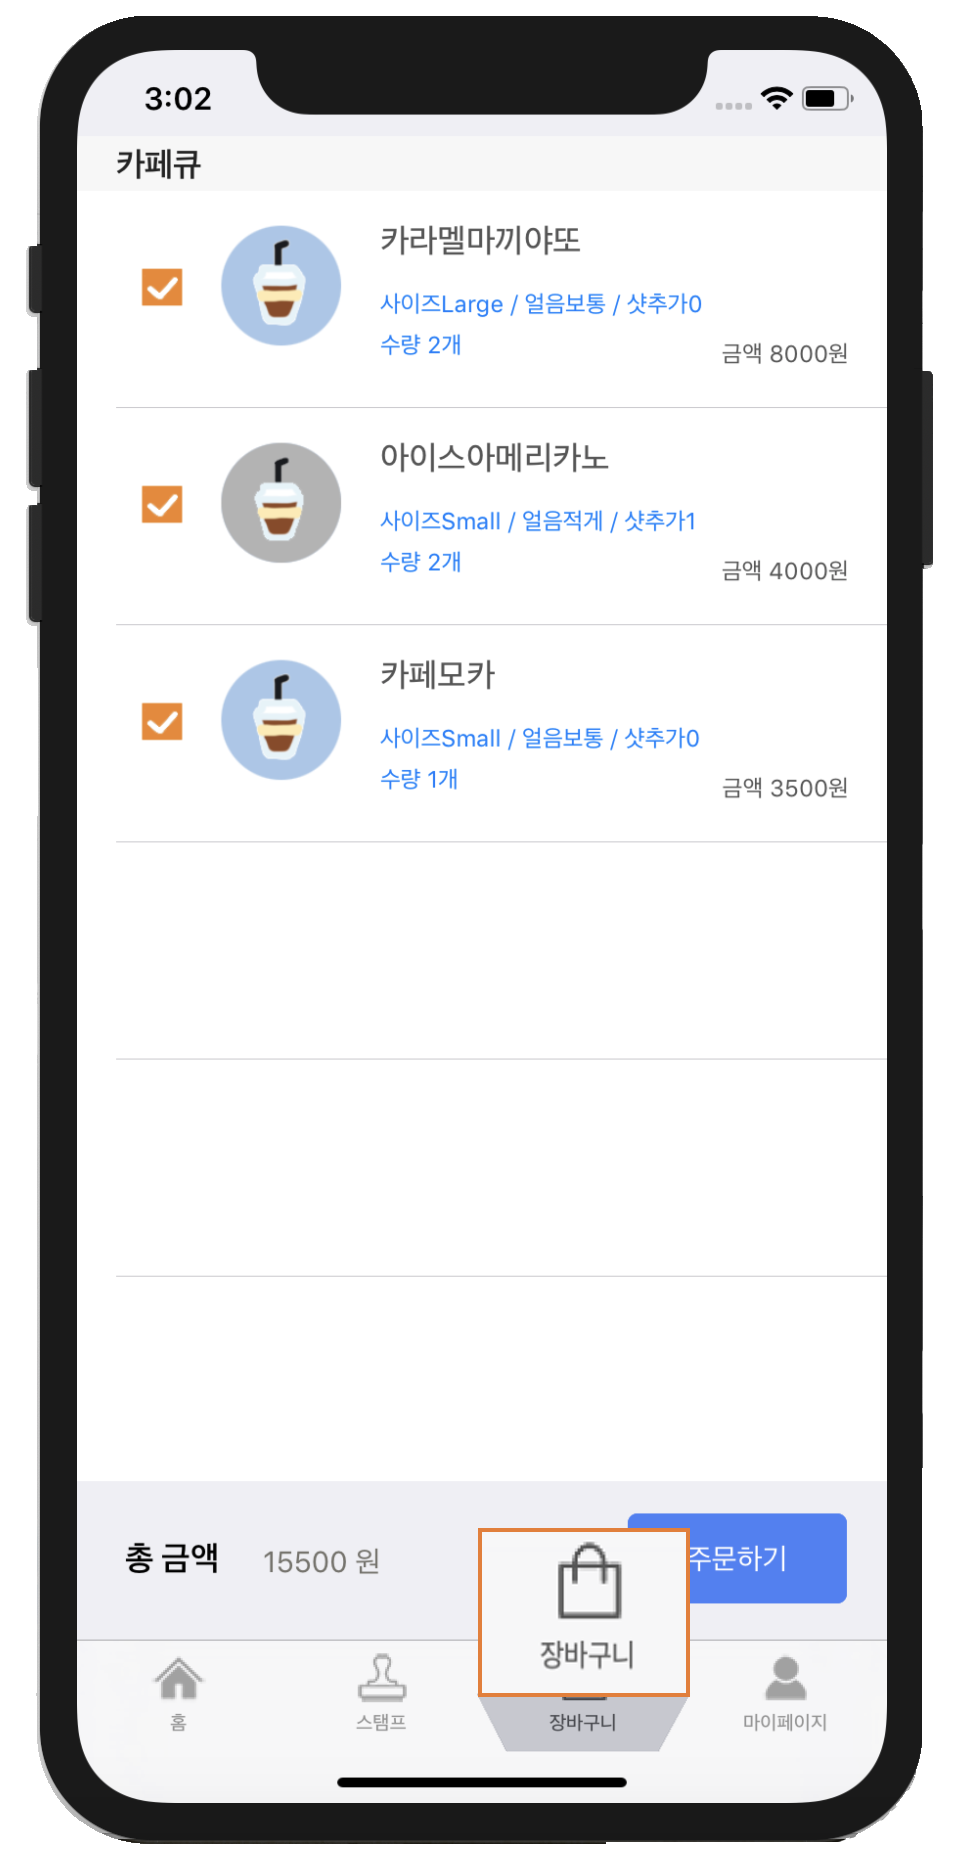 3:02
카페큐
카라멜마끼야또
사이즈Large / 얼음보통 / 샷추가0
수량 2개
금액 8000원
아이스아메리카노
사이즈Small / 얼음적게 / 샷추가1
수량 2개
금액 4000원
카페모카
사이즈Small / 얼음보통 / 샷추가0
수량 1개
금액 3500원
총 금액 15500 원
주문하기
장바구니
홈 스탬프 장바구니 마이페이지